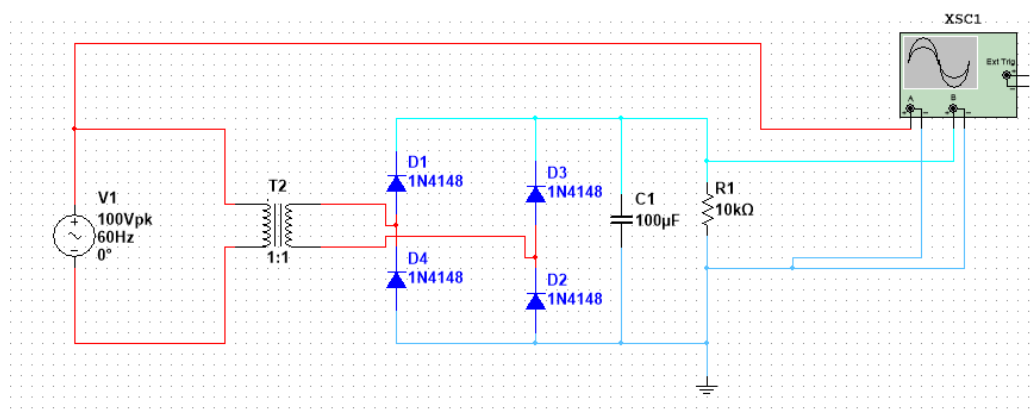 XSC1
Ext Trig
+
−
A
B
+ − + −
V1
100Vpk
60Hz
0°
T2
1:1
D1
1N4148
D3
1N4148
D4
1N4148
D2
1N4148
C1
100µF
R1
10kΩ